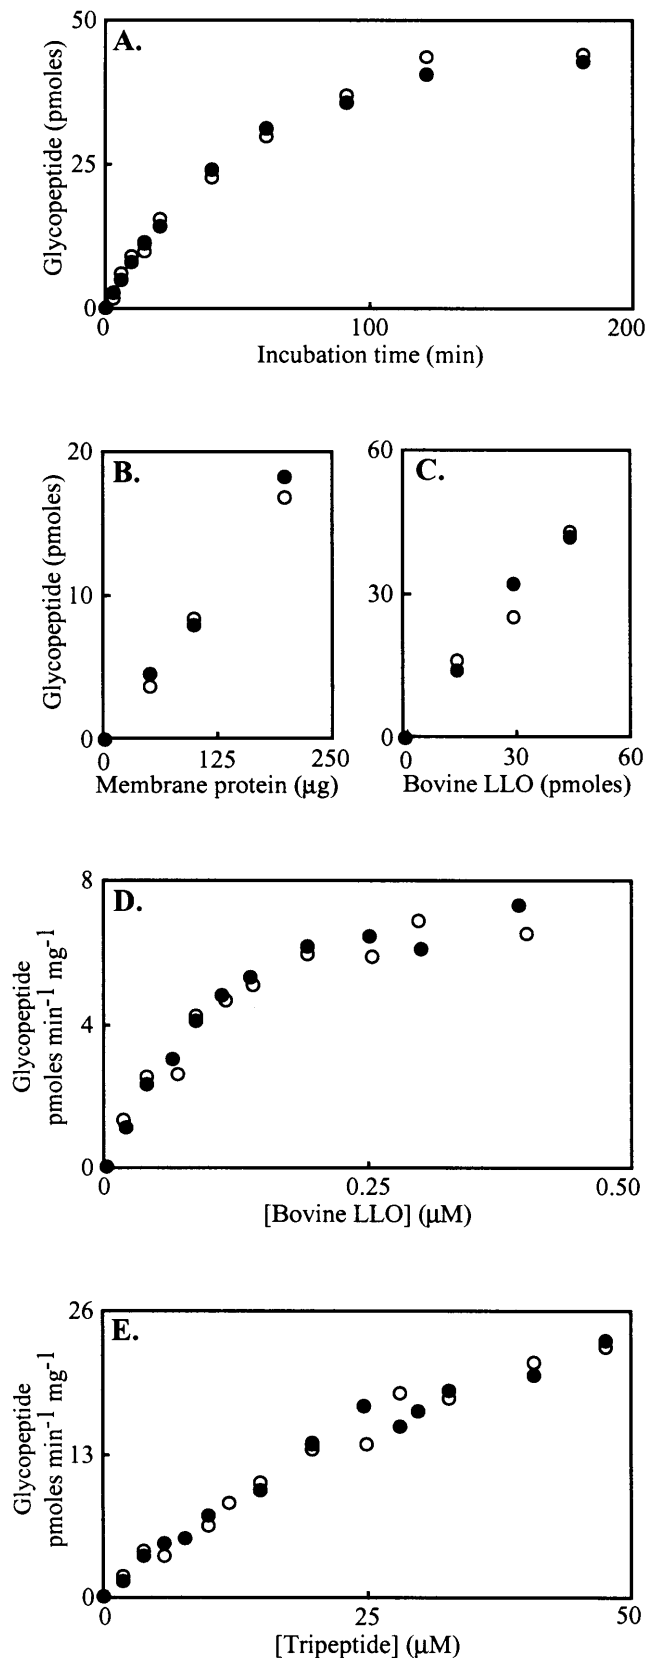 A.
50
25
0
Glycopeptide (pmoles)
0 100 200
Incubation time (min)
B.
20
10
0
Glycopeptide (pmoles)
0 125 250
Membrane protein (µg)
C.
60
30
0
0 30 60
Bovine LLO (pmoles)
D.
8
4
0
Glycopeptide
pmoles min⁻¹ mg⁻¹
0 0.25 0.50
[Bovine LLO] (µM)
E.
26
13
0
Glycopeptide
pmoles min⁻¹ mg⁻¹
0 25 50
[Tripeptide] (µM)